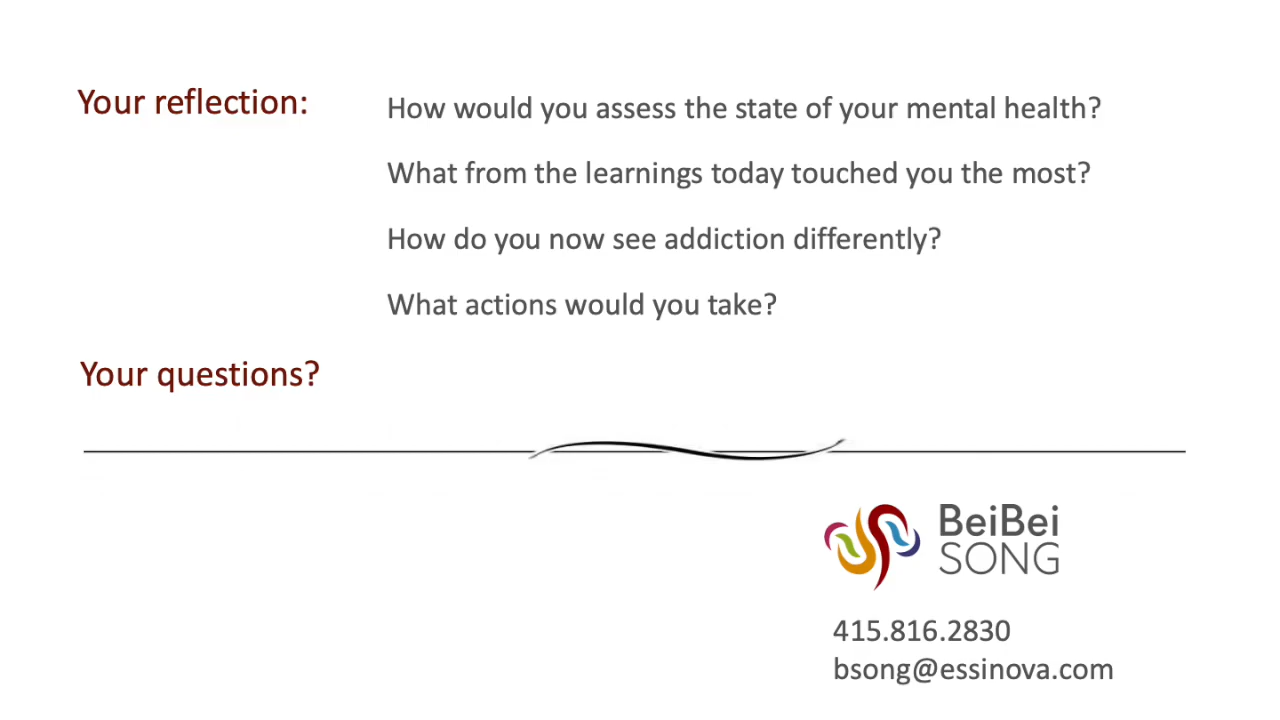 Your reflection:
How would you assess the state of your mental health?
What from the learnings today touched you the most?
How do you now see addiction differently?
What actions would you take?
Your questions?
BeiBei
SONG
415.816.2830
bsong@essinova.com